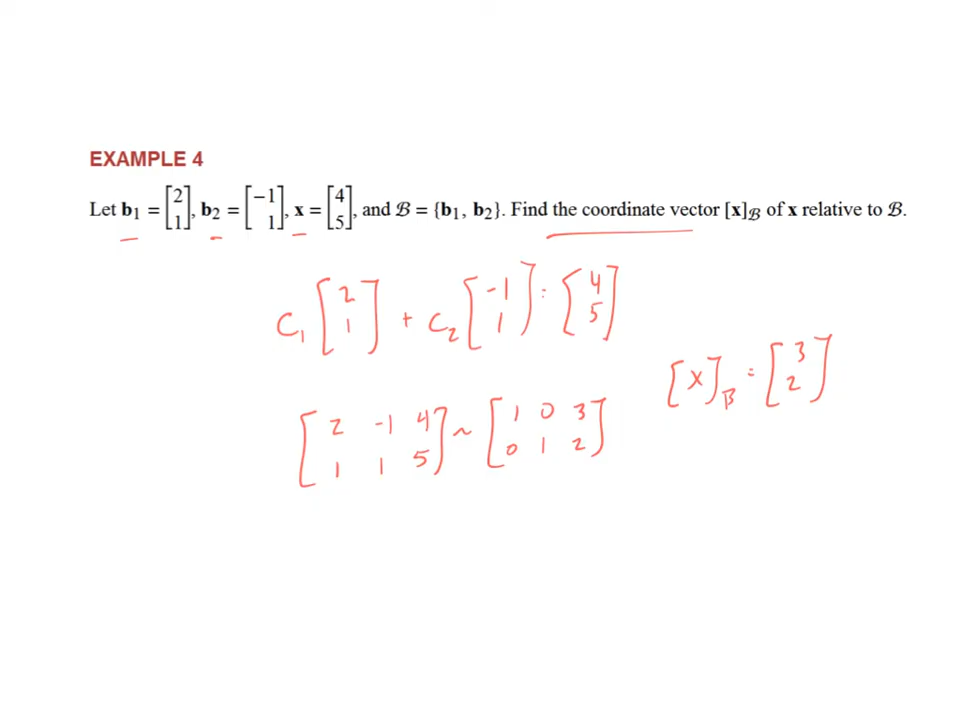 EXAMPLE 4
Let b₁ = [2 1], b₂ = [−1 1], x = [4 5], and ℬ = {b₁, b₂}. Find the coordinate vector [x]ℬ of x relative to ℬ.
C₁ [2 1] + C₂ [-1 1] = [4 5]
[x]B = [3 2]
[2 -1 4 1 1 5] ~ [1 0 3 0 1 2]